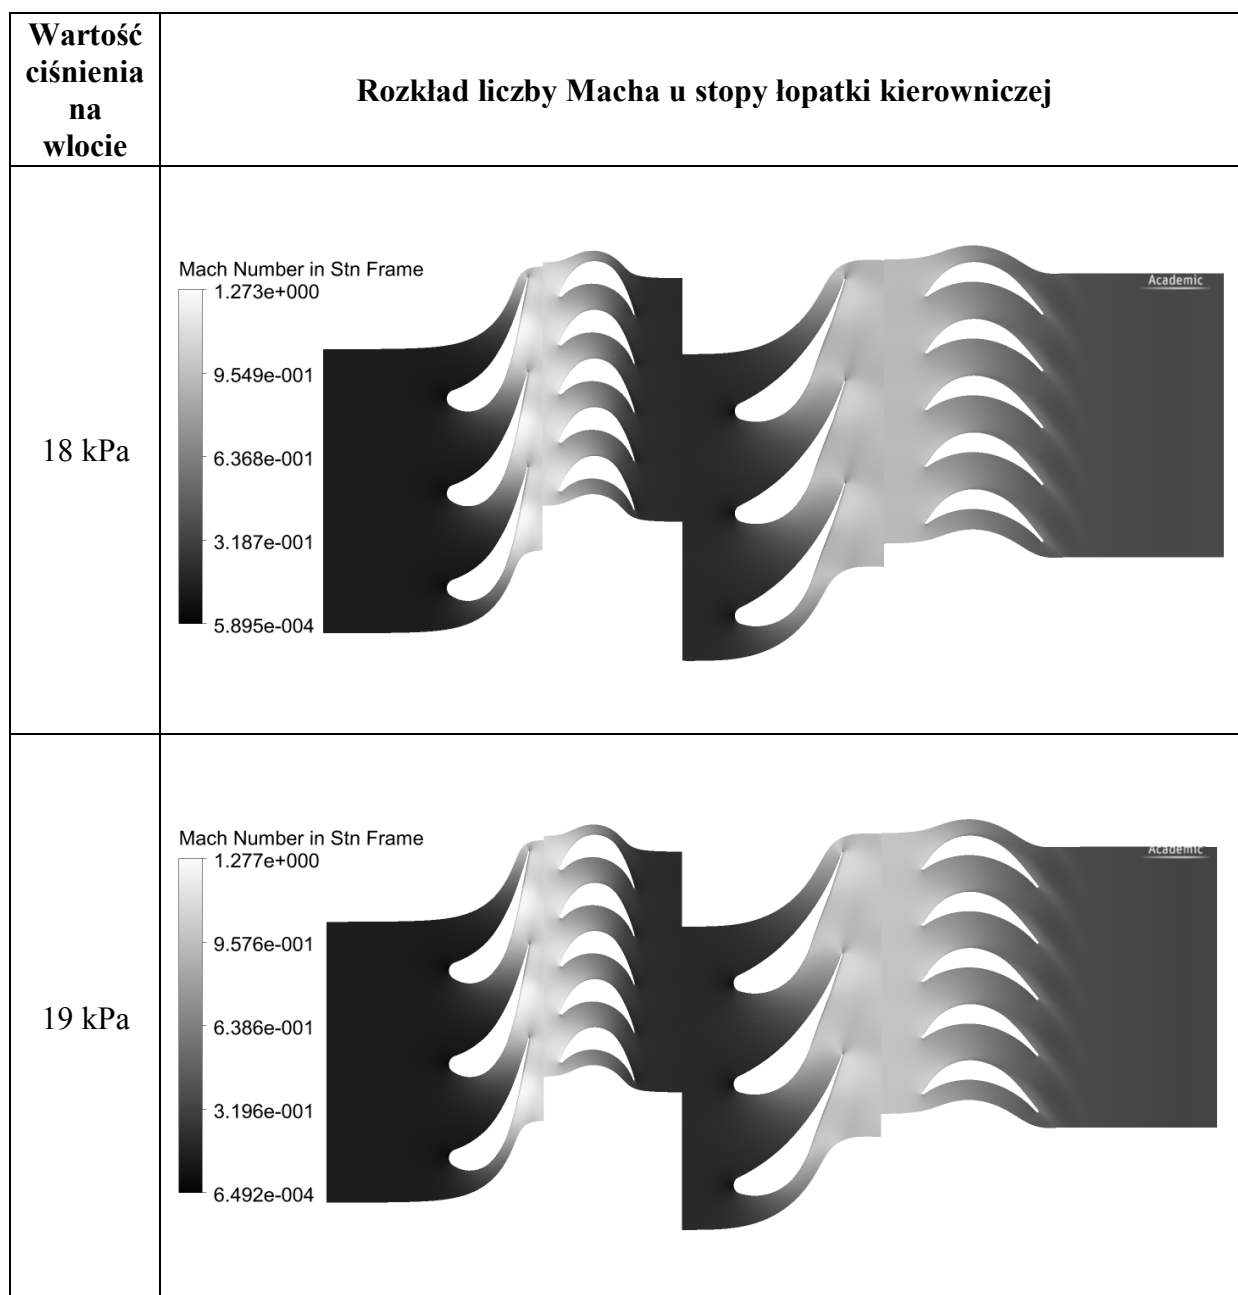 Wartość
ciśnienia
na
wlocie
Rozkład liczby Macha u stopy łopatki kierowniczej
18 kPa
Mach Number in Stn Frame
1.273e+000
9.549e-001
6.368e-001
3.187e-001
5.895e-004
Academic
19 kPa
Mach Number in Stn Frame
1.277e+000
9.576e-001
6.386e-001
3.196e-001
6.492e-004
Academic